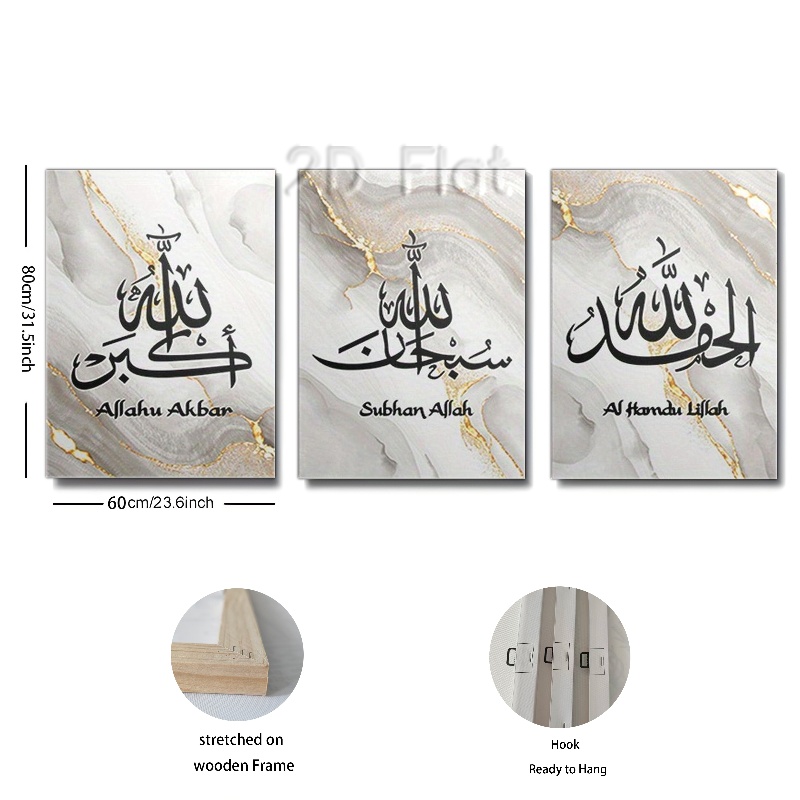 2D Flat
الله أكبر
Allahu Akbar
سبحان الله
Subhan Allah
الحمد لله
Al Hamdu Lillah
80cm/31.5inch
60cm/23.6inch
stretched on
wooden Frame
Hook
Ready to Hang